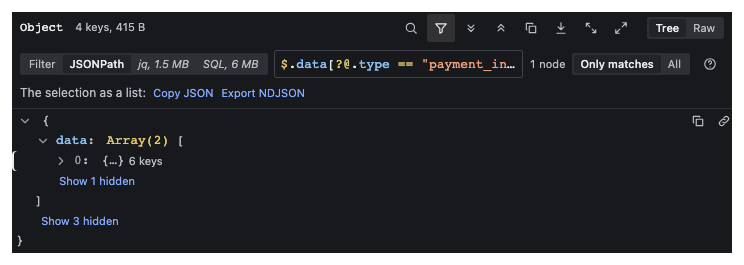 Object 4 keys, 415 B Tree Raw
Filter JSONPath jq, 1.5 MB SQL, 6 MB $.data[?@.type == "payment_in… 1 node Only matches All
The selection as a list: Copy JSON Export NDJSON
{
data: Array(2) [
0: {…} 6 keys
Show 1 hidden
]
Show 3 hidden
}